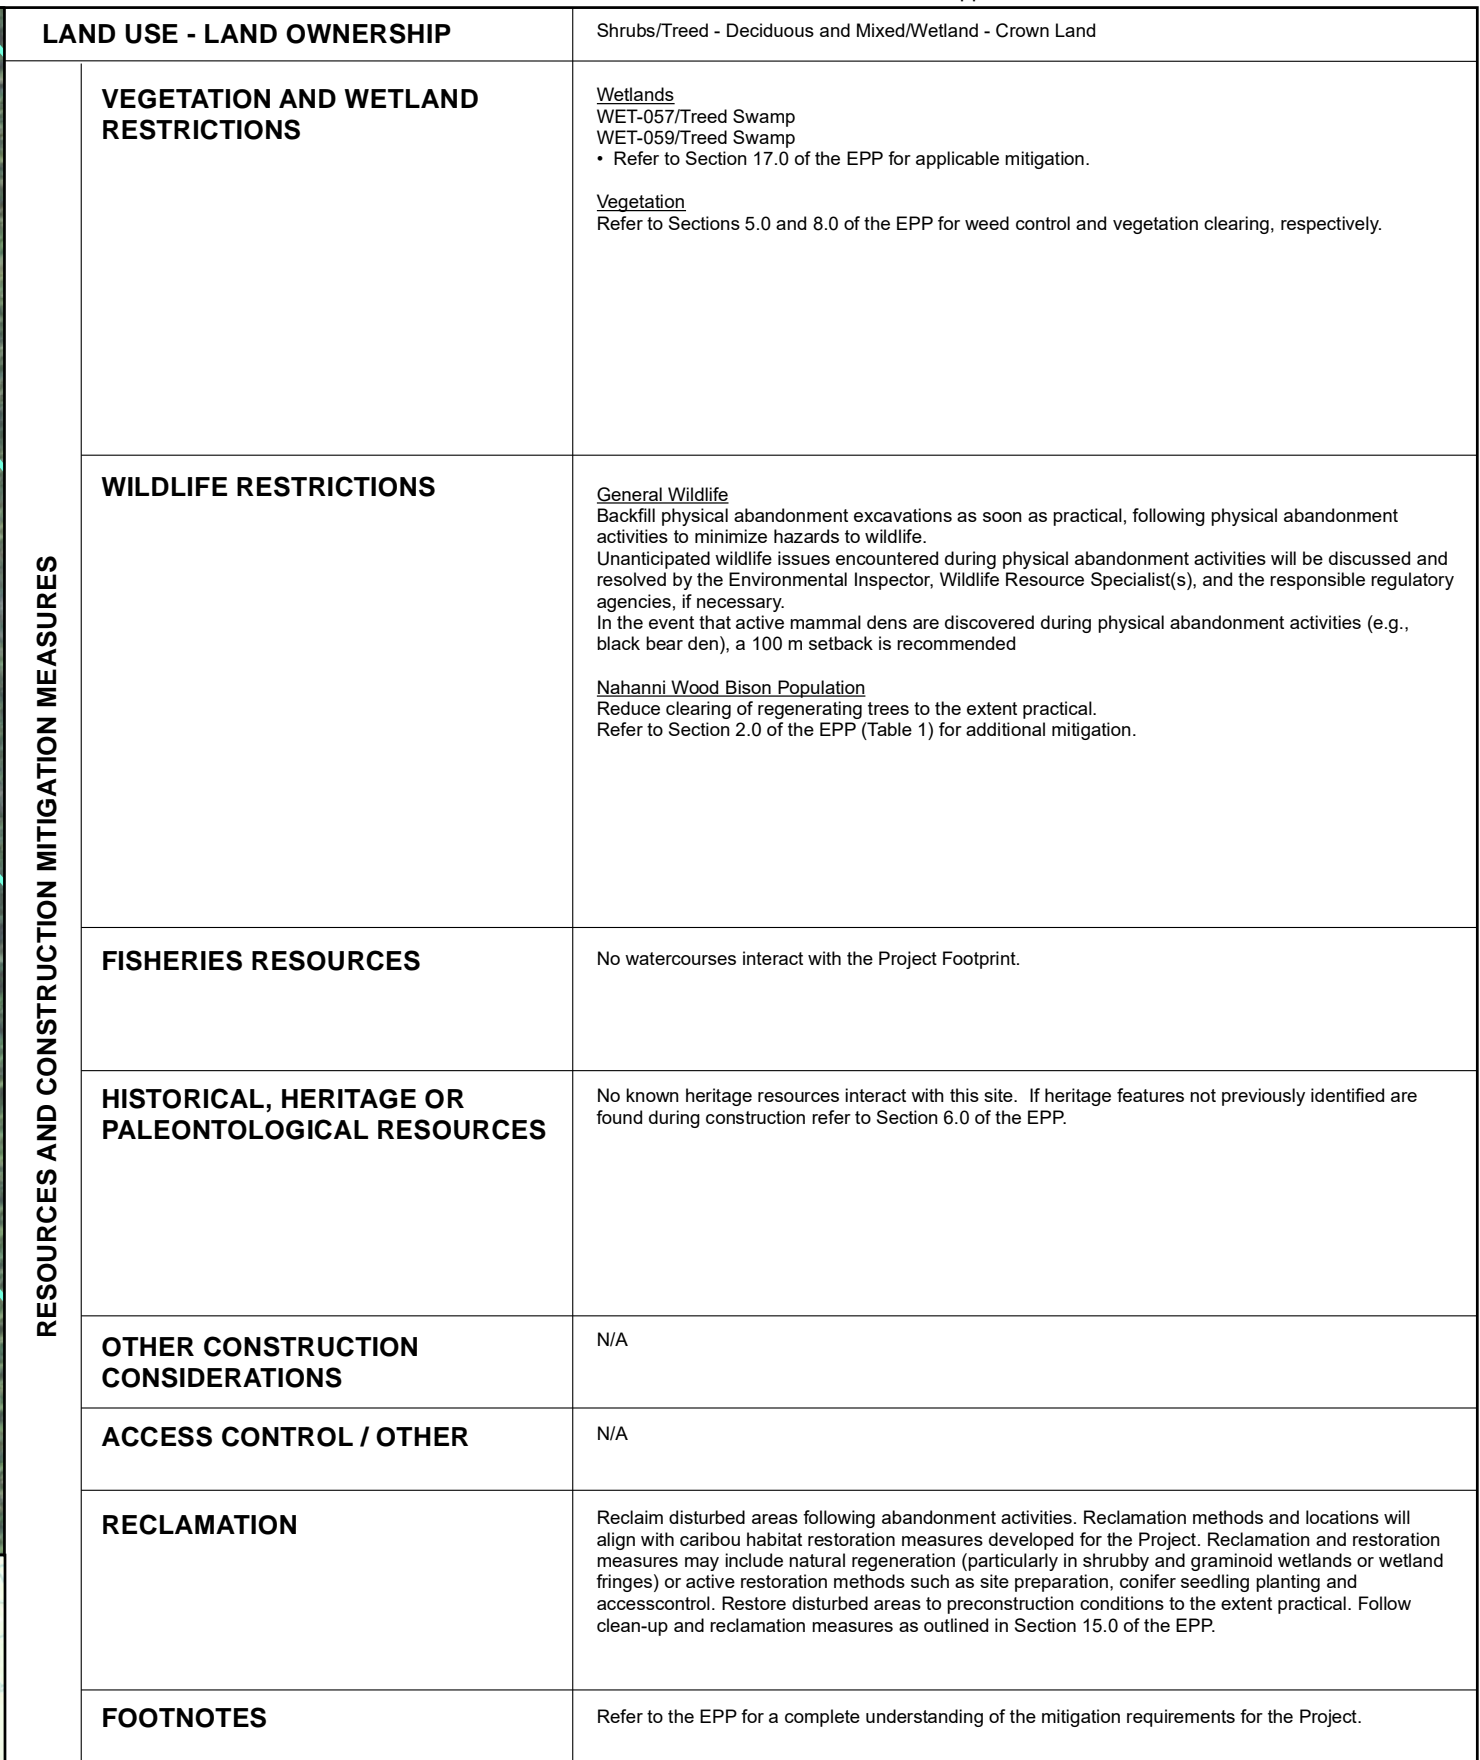 LAND USE - LAND OWNERSHIP
Shrubs/Treed - Deciduous and Mixed/Wetland - Crown Land
RESOURCES AND CONSTRUCTION MITIGATION MEASURES
VEGETATION AND WETLAND
RESTRICTIONS
Wetlands
WET-057/Treed Swamp
WET-059/Treed Swamp
• Refer to Section 17.0 of the EPP for applicable mitigation.
Vegetation
Refer to Sections 5.0 and 8.0 of the EPP for weed control and vegetation clearing, respectively.
WILDLIFE RESTRICTIONS
General Wildlife
Backfill physical abandonment excavations as soon as practical, following physical abandonment
activities to minimize hazards to wildlife.
Unanticipated wildlife issues encountered during physical abandonment activities will be discussed and
resolved by the Environmental Inspector, Wildlife Resource Specialist(s), and the responsible regulatory
agencies, if necessary.
In the event that active mammal dens are discovered during physical abandonment activities (e.g.,
black bear den), a 100 m setback is recommended
Nahanni Wood Bison Population
Reduce clearing of regenerating trees to the extent practical.
Refer to Section 2.0 of the EPP (Table 1) for additional mitigation.
FISHERIES RESOURCES
No watercourses interact with the Project Footprint.
HISTORICAL, HERITAGE OR
PALEONTOLOGICAL RESOURCES
No known heritage resources interact with this site.  If heritage features not previously identified are
found during construction refer to Section 6.0 of the EPP.
OTHER CONSTRUCTION
CONSIDERATIONS
N/A
ACCESS CONTROL / OTHER
N/A
RECLAMATION
Reclaim disturbed areas following abandonment activities. Reclamation methods and locations will
align with caribou habitat restoration measures developed for the Project. Reclamation and restoration
measures may include natural regeneration (particularly in shrubby and graminoid wetlands or wetland
fringes) or active restoration methods such as site preparation, conifer seedling planting and
accesscontrol. Restore disturbed areas to preconstruction conditions to the extent practical. Follow
clean-up and reclamation measures as outlined in Section 15.0 of the EPP.
FOOTNOTES
Refer to the EPP for a complete understanding of the mitigation requirements for the Project.